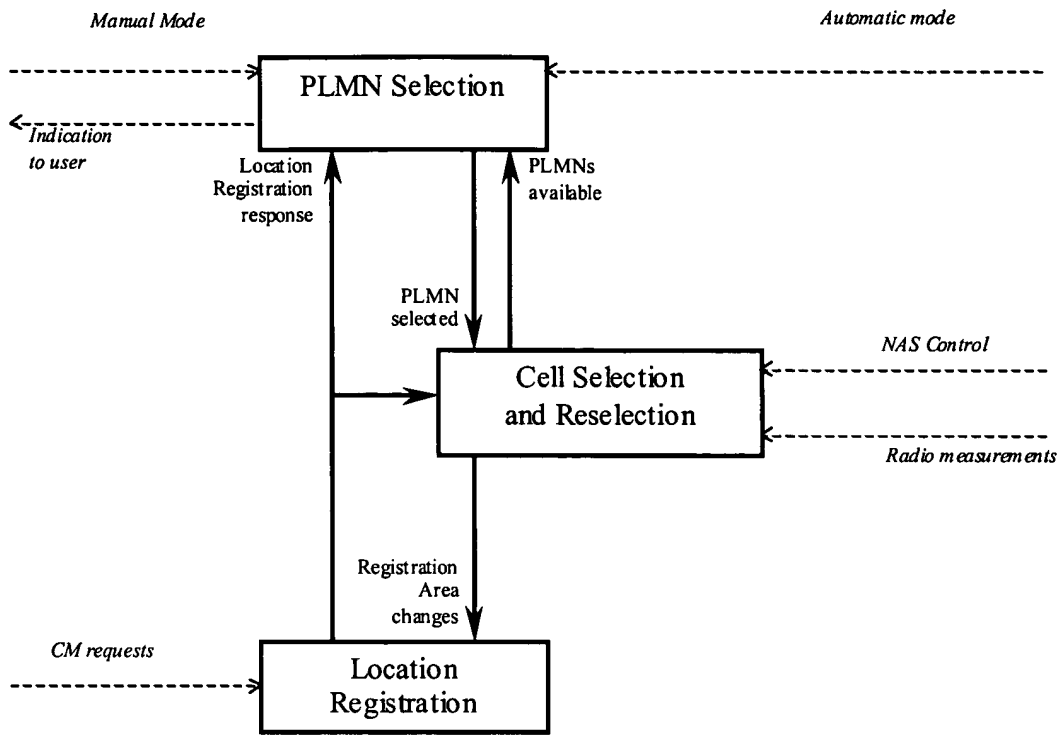 Manual Mode
Automatic mode
PLMN Selection
Indication
to user
Location
Registration
response
PLMNs
available
PLMN
selected
NAS Control
Cell Selection
and Reselection
Radio measurements
Registration
Area
changes
CM requests
Location
Registration